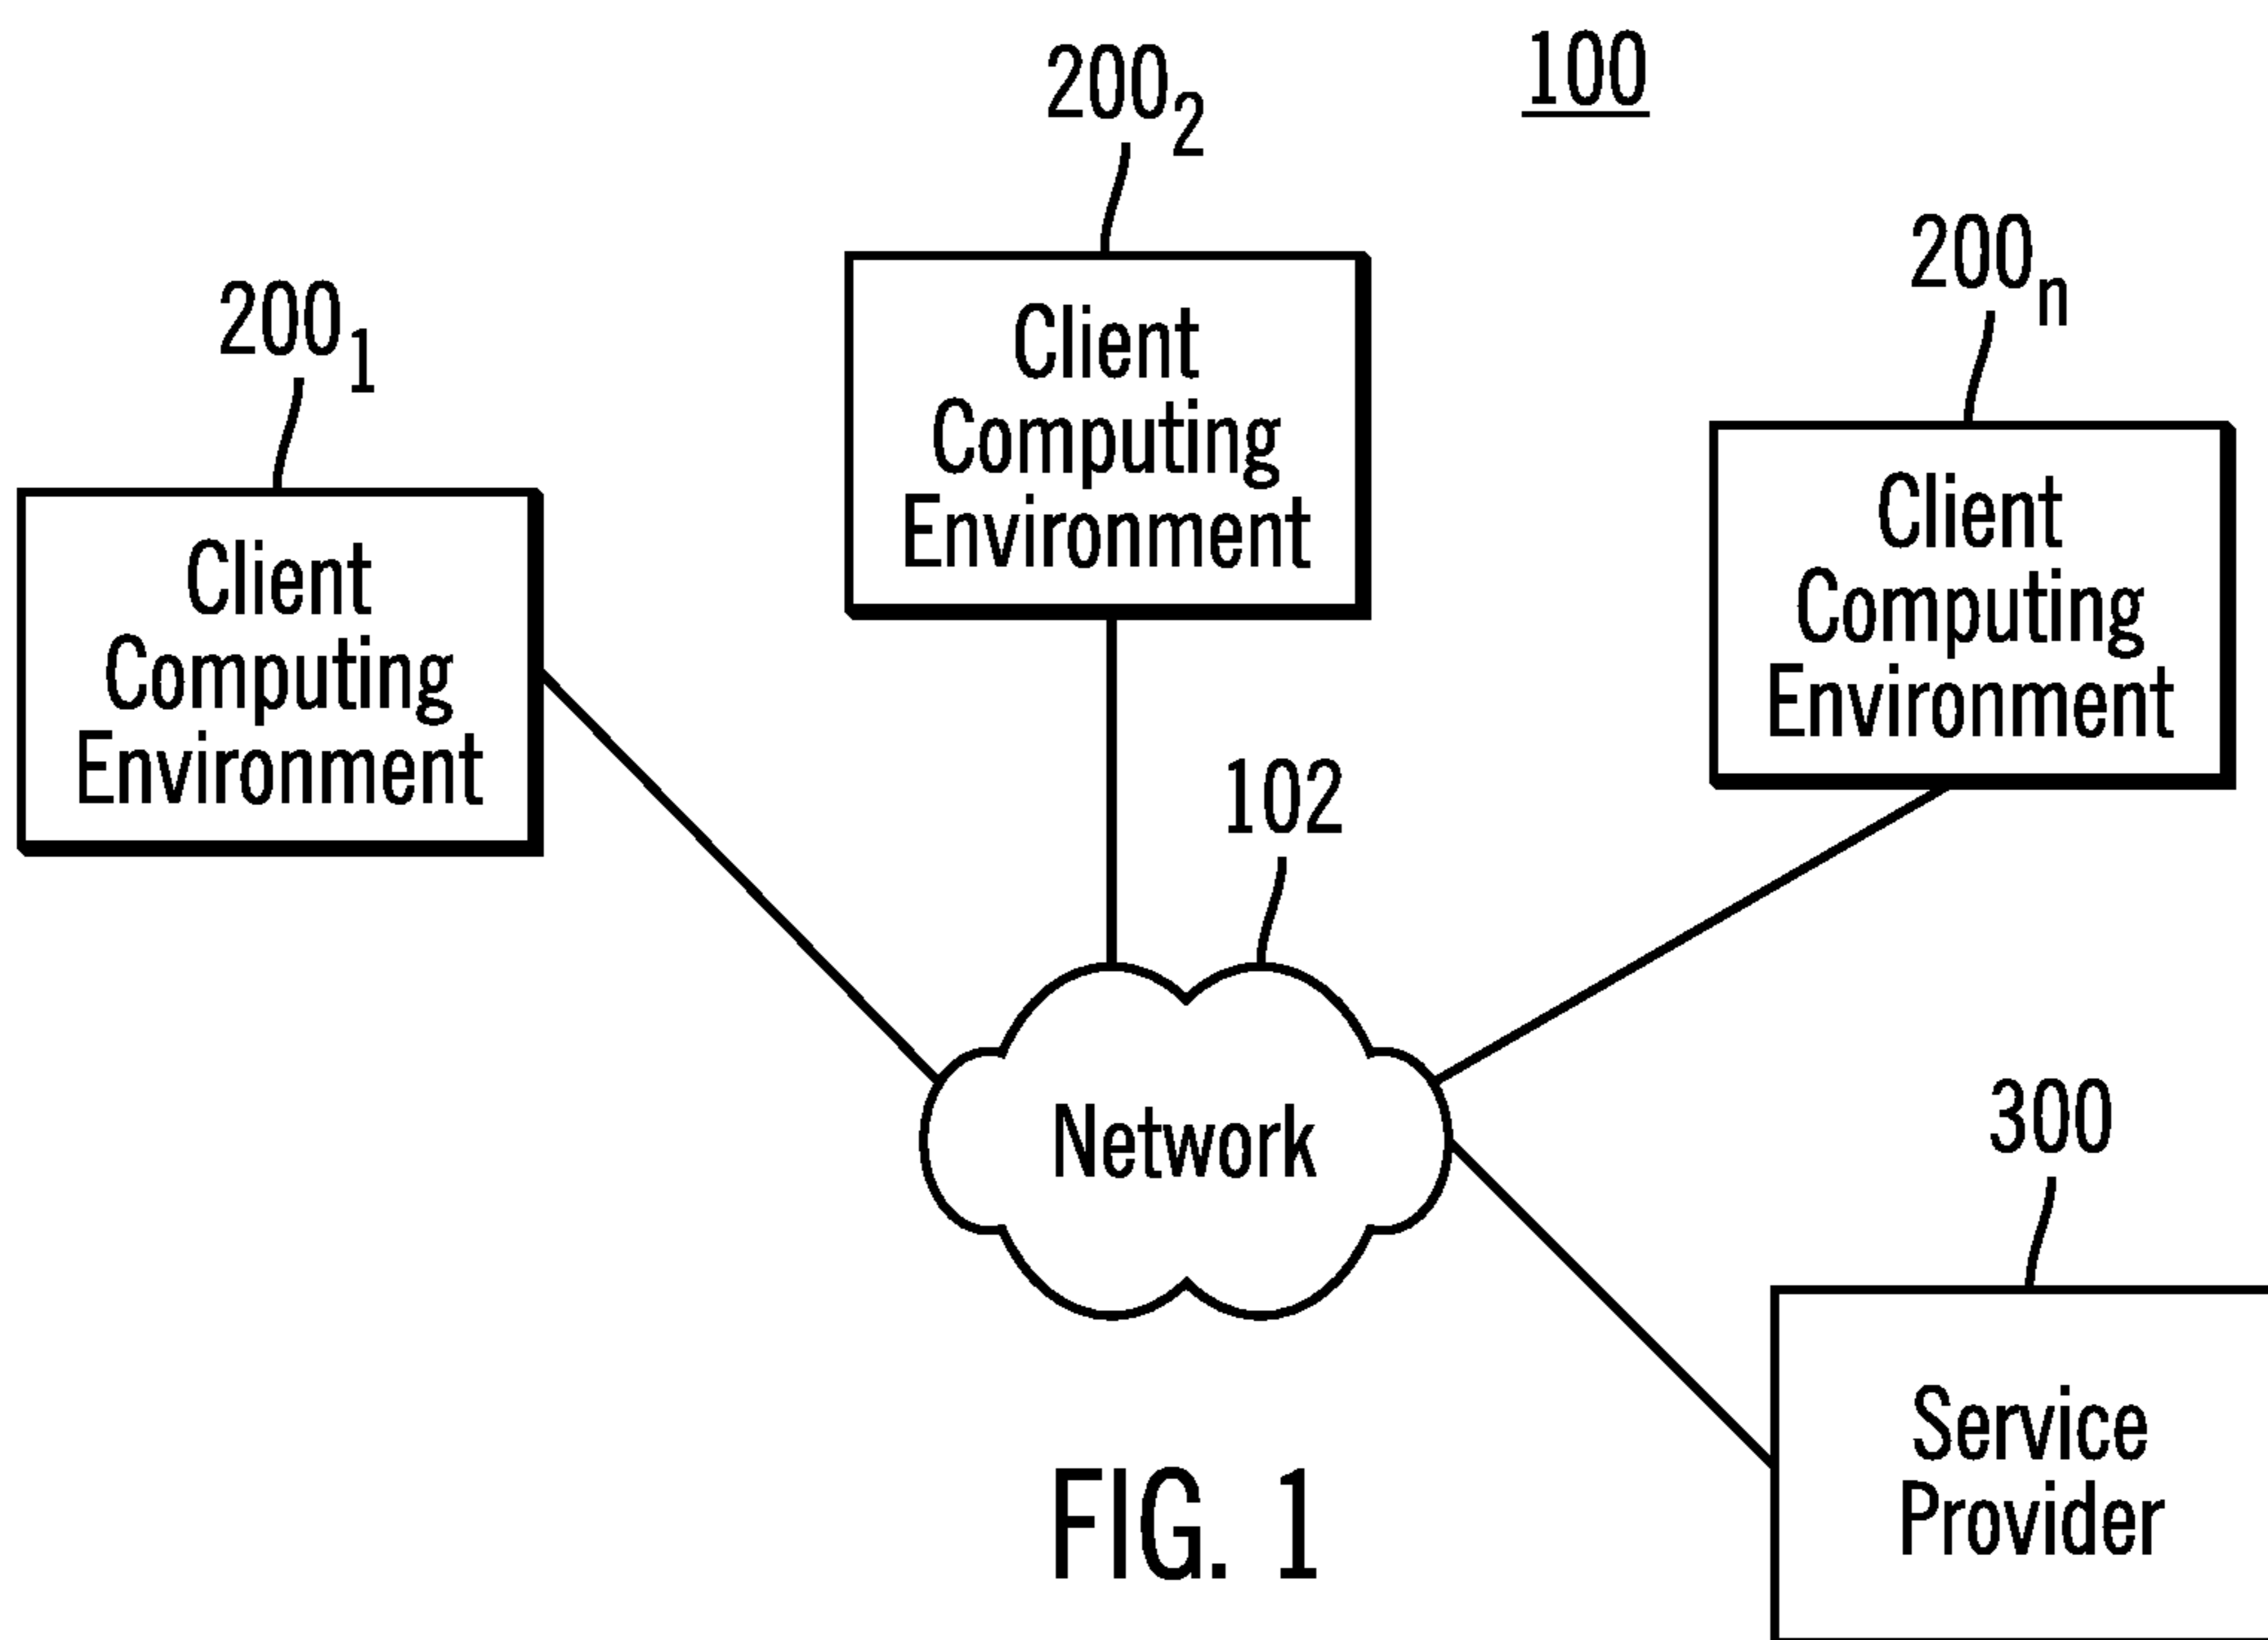 100
200₂
200ₙ
200₁
Client
Computing
Environment
Client
Computing
Environment
Client
Computing
Environment
102
Network
300
Service
Provider
FIG. 1